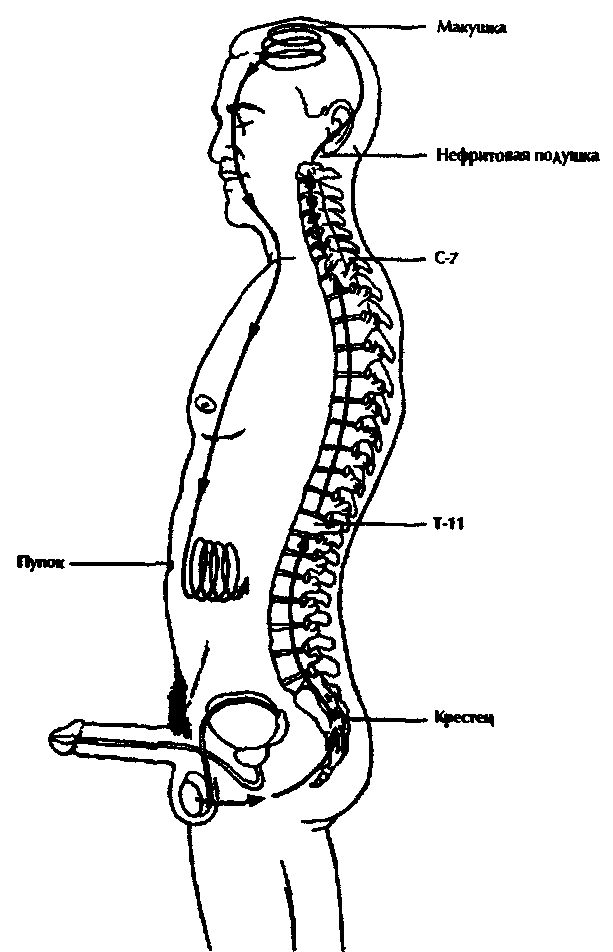 Макушка
Нефритовая подушка
С-7
Т-11
Пупок
Крестец